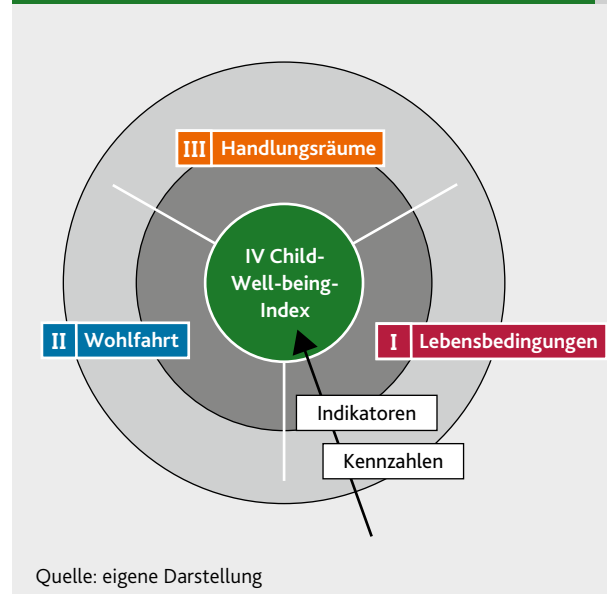 III Handlungsräume
IV Child-
Well-being-
Index
II Wohlfahrt
I Lebensbedingungen
Indikatoren
Kennzahlen
Quelle: eigene Darstellung